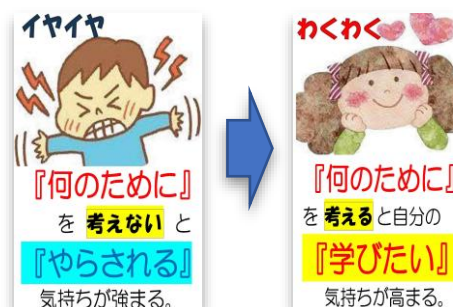 イヤイヤ
『何のために』
を 考えない と
『やらされる』
気持ちが強まる。
わくわく
『何のために』
を 考える と自分の
『学びたい』
気持ちが高まる。